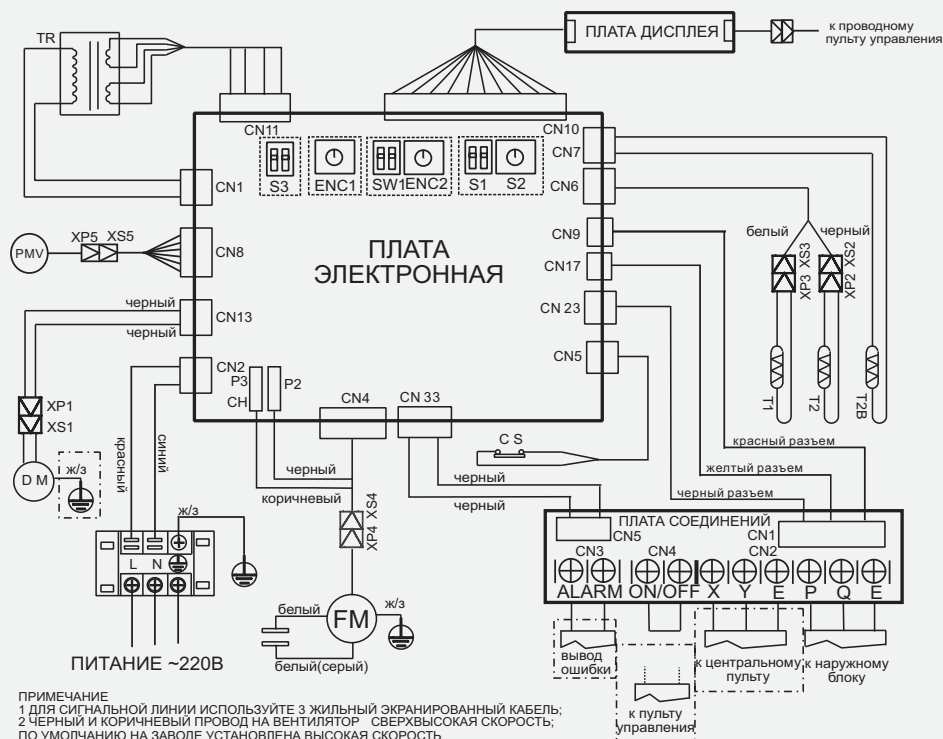 TR
ПЛАТА ДИСПЛЕЯ
к проводному
пульту управления
CN11
CN10
CN7
S3
ENC1
SW1
ENC2
S1
S2
CN1
CN6
XP5
XS5
PMV
CN8
ПЛАТА
ЭЛЕКТРОННАЯ
CN9
белый
черный
XP3 XS3
XP2 XS2
CN17
черный
CN13
черный
CN 23
CN2
CN5
P3
P2
CH
CN4
CN 33
T1
T2
T2B
XP1
XS1
красный
синий
C S
красный разъем
D M
ж/з
черный
желтый разъем
коричневый
черный
черный
черный разъем
ж/з
XP4 XS4
ПЛАТА СОЕДИНЕНИЙ
CN5
CN1
L N
CN3
CN4
CN2
ALARM ON/OFF X Y E P Q E
белый
FM
ж/з
белый(серый)
ПИТАНИЕ ~220В
вывод
ошибки
к центральному
пульту
к наружному
блоку
к пульту
управления
ПРИМЕЧАНИЕ
1 ДЛЯ СИГНАЛЬНОЙ ЛИНИИ ИСПОЛЬЗУЙТЕ 3 ЖИЛЬНЫЙ ЭКРАНИРОВАННЫЙ КАБЕЛЬ;
2 ЧЕРНЫЙ И КОРИЧНЕВЫЙ ПРОВОД НА ВЕНТИЛЯТОР СВЕРХВЫСОКАЯ СКОРОСТЬ;
ПО УМОЛЧАНИЮ НА ЗАВОДЕ УСТАНОВЛЕНА ВЫСОКАЯ СКОРОСТЬ